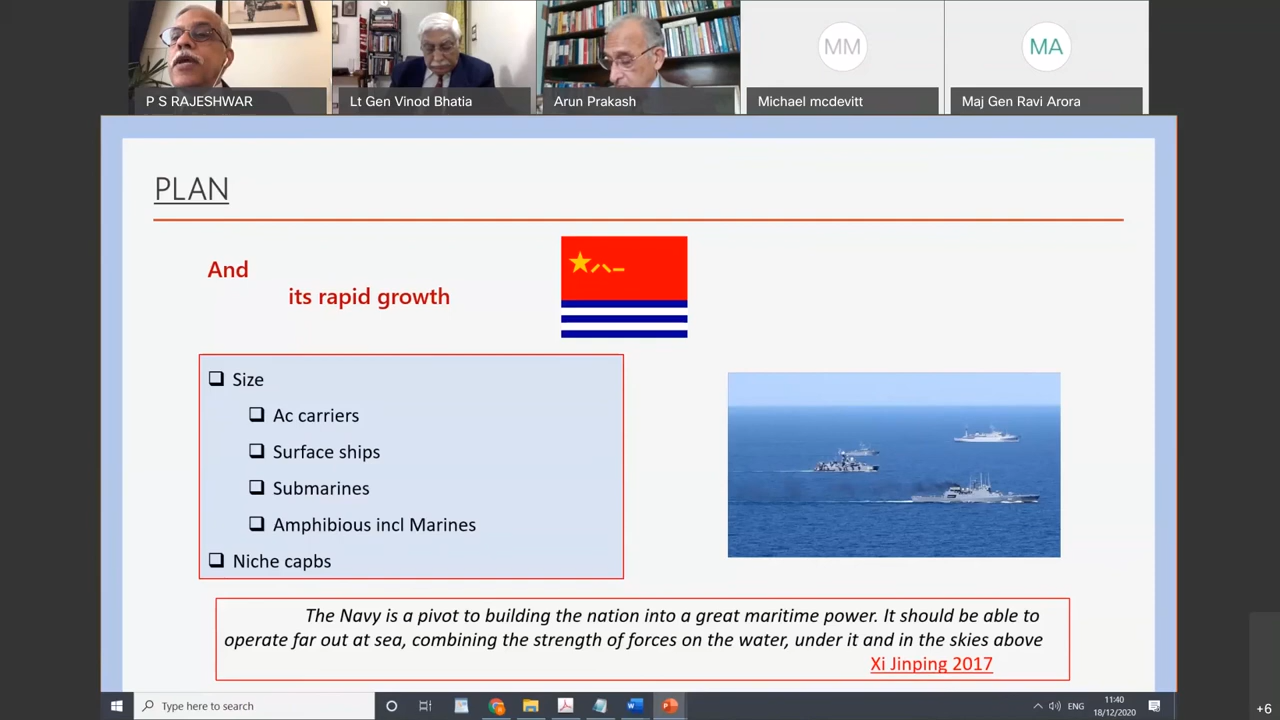 P S RAJESHWAR
Lt Gen Vinod Bhatia
Arun Prakash
MM
Michael mcdevitt
MA
Maj Gen Ravi Arora
PLAN
And
its rapid growth
Size
Ac carriers
Surface ships
Submarines
Amphibious incl Marines
Niche capbs
The Navy is a pivot to building the nation into a great maritime power. It should be able to
operate far out at sea, combining the strength of forces on the water, under it and in the skies above
Xi Jinping 2017
Type here to search
ENG
11:40
18/12/2020
+6